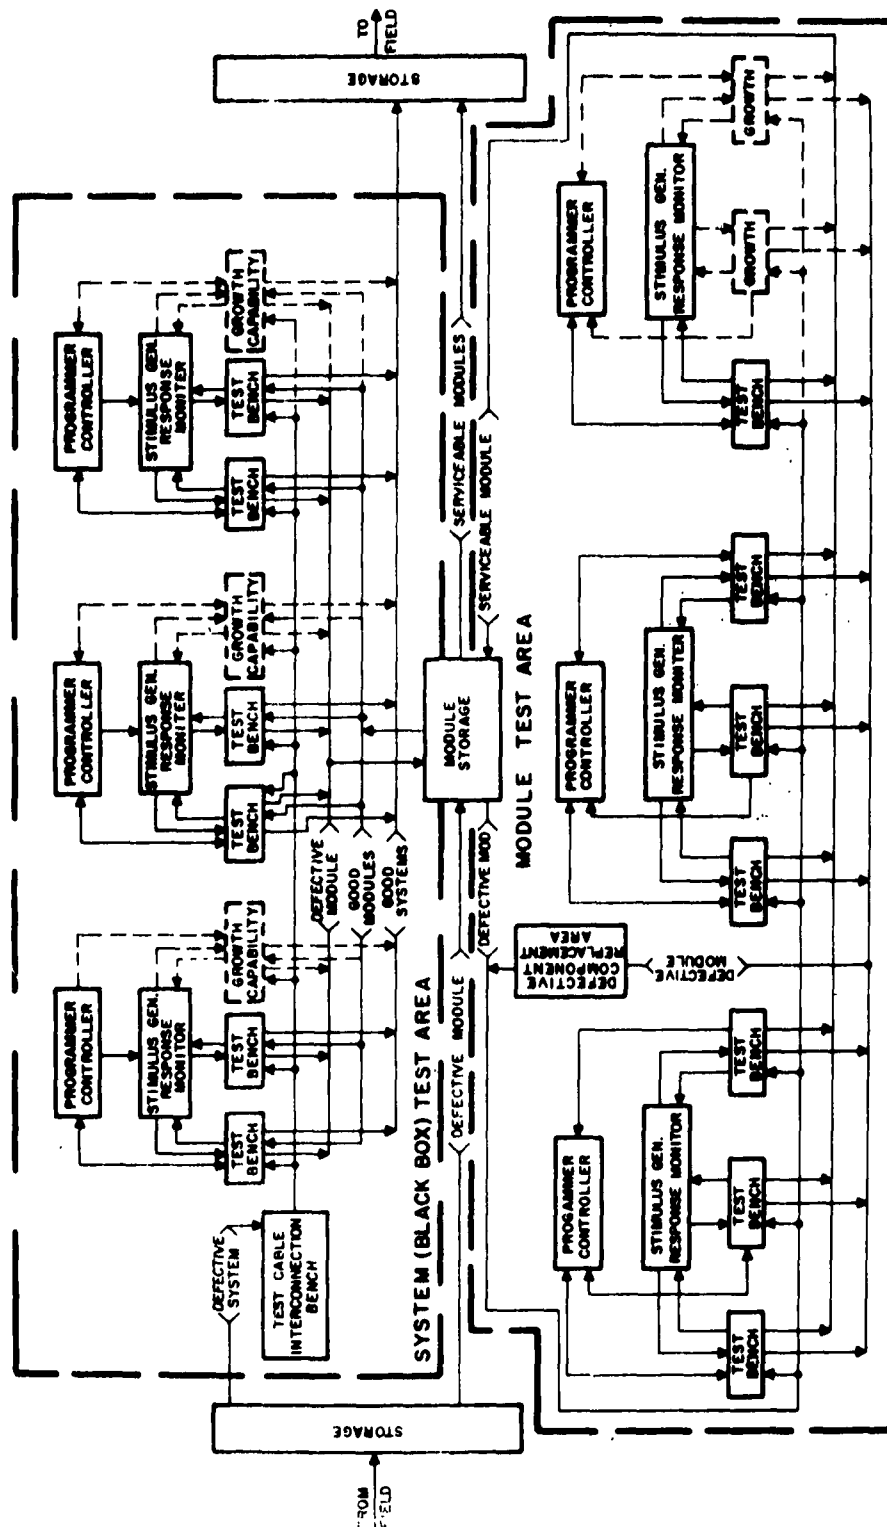 ROM
FIELD
STORAGE
DEFECTIVE
SYSTEM
TEST CABLE
INTERCONNECTION
BENCH
PROGRAMMER
CONTROLLER
STIMULUS GEN.
RESPONSE
MONITOR
TEST
BENCH
TEST
BENCH
GROWTH
CAPABILITY
PROGRAMMER
CONTROLLER
STIMULUS GEN.
RESPONSE
MONITER
TEST
BENCH
TEST
BENCH
GROWTH
CAPABILITY
PROGRAMMER
CONTROLLER
STIMULUS GEN.
RESPONSE
MONITER
TEST
BENCH
TEST
BENCH
GROWTH
CAPABILITY
DEFECTIVE
MODULE
GOOD
MODULES
GOOD
SYSTEMS
SYSTEM (BLACK BOX) TEST AREA
STORAGE
TO
FIELD
DEFECTIVE MODULE
DEFECTIVE MOD
MODULE
STORAGE
SERVICEABLE MODULES
SERVICEABLE MODULE
MODULE TEST AREA
DEFECTIVE
COMPONENT
REPLACEMENT
AREA
DEFECTIVE
MODULE
PROGAMMER
CONTROLLER
STIMULUS GEN.
RESPONSE MONITOR
TEST
BENCH
TEST
BENCH
TEST
BENCH
PROGRAMMER
CONTROLLER
STIMULUS GEN.
RESPONSE MONITER
TEST
BENCH
TEST
BENCH
TEST
BENCH
PROGRAMMER
CONTROLLER
STIMULUS GEN.
RESPONSE MONITOR
TEST
BENCH
GROWTH
GROWTH